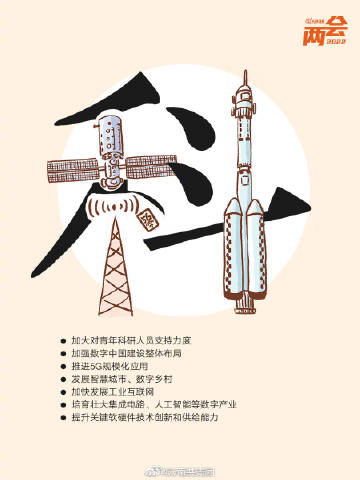 两会
2022
科
5G
加大对青年科研人员支持力度
加强数字中国建设整体布局
推进5G规模化应用
发展智慧城市、数字乡村
加快发展工业互联网
培育壮大集成电路、人工智能等数字产业
提升关键软硬件技术创新和供给能力